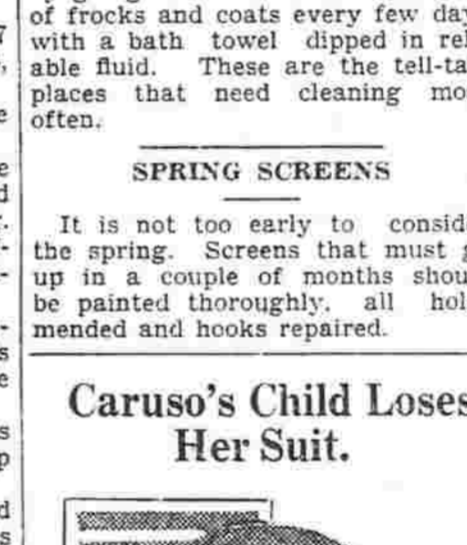 of frocks and coats every few
with a bath towel dipped in
able fluid. These are the
places that need cleaning
often.
SPRING SCREENS
It is not too early to
the spring. Screens that must
up in a couple of months
be painted thoroughly, all
mended and hooks repaired.
Caruso's Child Loses
Her Suit.